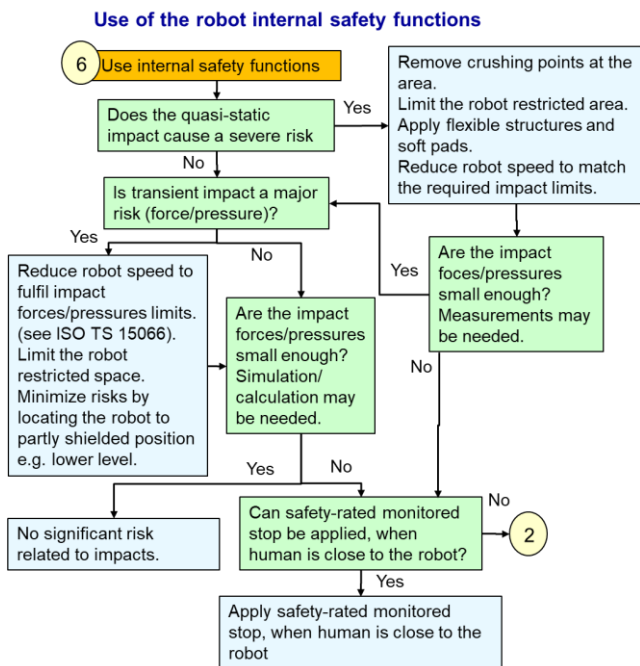 Use of the robot internal safety functions
6
Use internal safety functions
Does the quasi-static
impact cause a severe risk
Yes
No
Remove crushing points at the
area.
Limit the robot restricted area.
Apply flexible structures and
soft pads.
Reduce robot speed to match
the required impact limits.
Is transient impact a major
risk (force/pressure)?
Yes
No
Yes
Are the impact
foces/pressures
small enough?
Measurements may
be needed.
No
Reduce robot speed to
fulfil impact
forces/pressures limits.
(see ISO TS 15066).
Limit the robot
restricted space.
Minimize risks by
locating the robot to
partly shielded position
e.g. lower level.
Are the impact
forces/pressures
small enough?
Simulation/
calculation may
be needed.
Yes
No
No significant risk
related to impacts.
Can safety-rated monitored
stop be applied, when
human is close to the robot?
No
2
Yes
Apply safety-rated monitored
stop, when human is close to the
robot